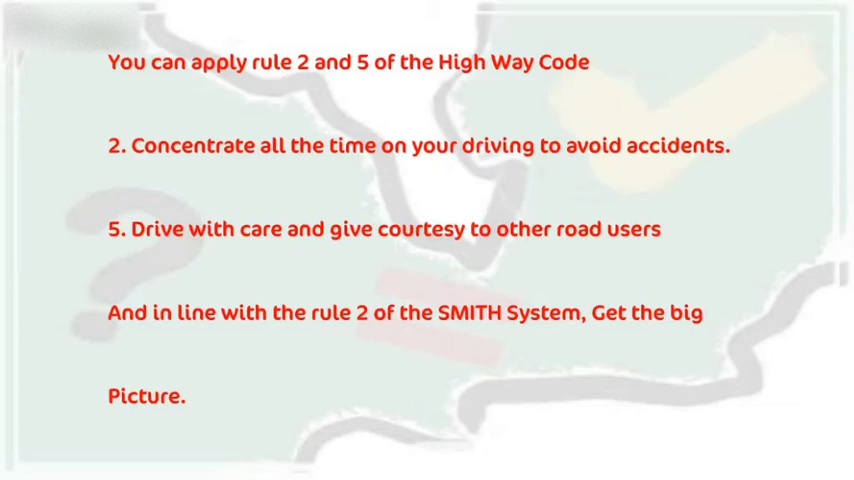 You can apply rule 2 and 5 of the High Way Code
2. Concentrate all the time on your driving to avoid accidents.
5. Drive with care and give courtesy to other road users
And in line with the rule 2 of the SMITH System, Get the big
Picture.